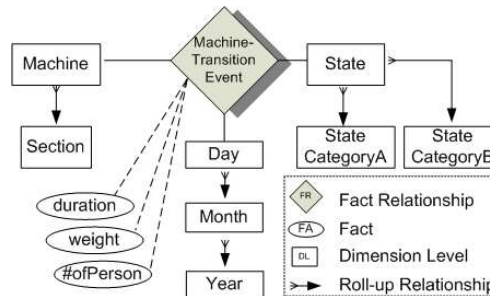 Machine
Machine-
Transition
Event
State
Section
Day
State
CategoryA
State
CategoryB
duration
weight
#ofPerson
Month
Year
FR
Fact Relationship
FA
Fact
DL
Dimension Level
Roll-up Relationship